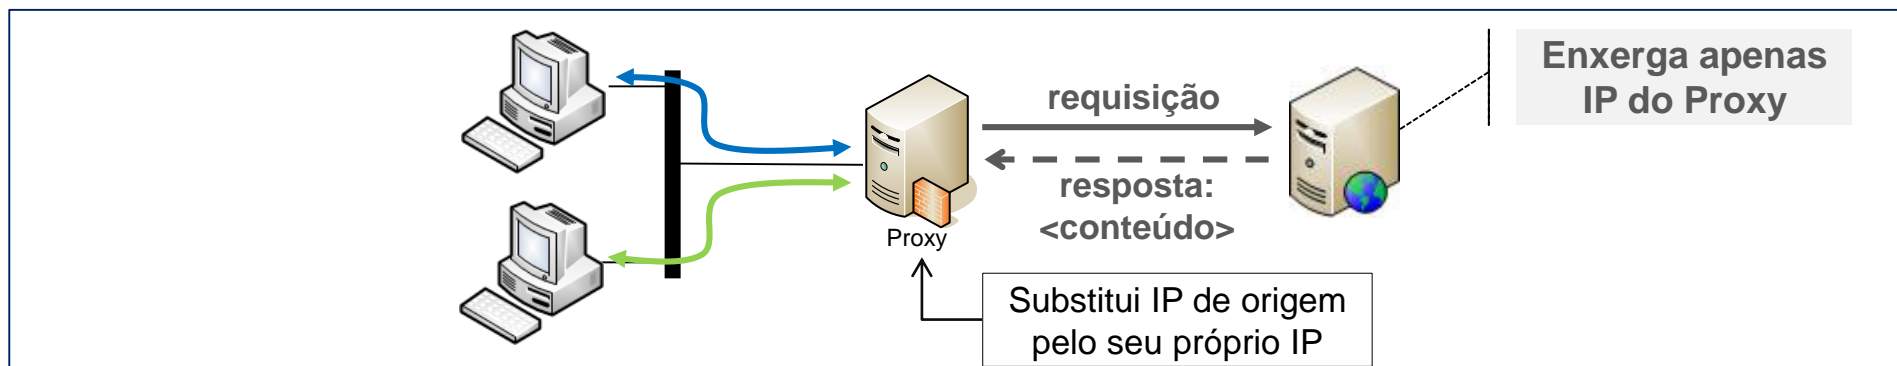 Enxerga apenas
IP do Proxy
requisição
resposta:
<conteúdo>
Proxy
Substitui IP de origem
pelo seu próprio IP